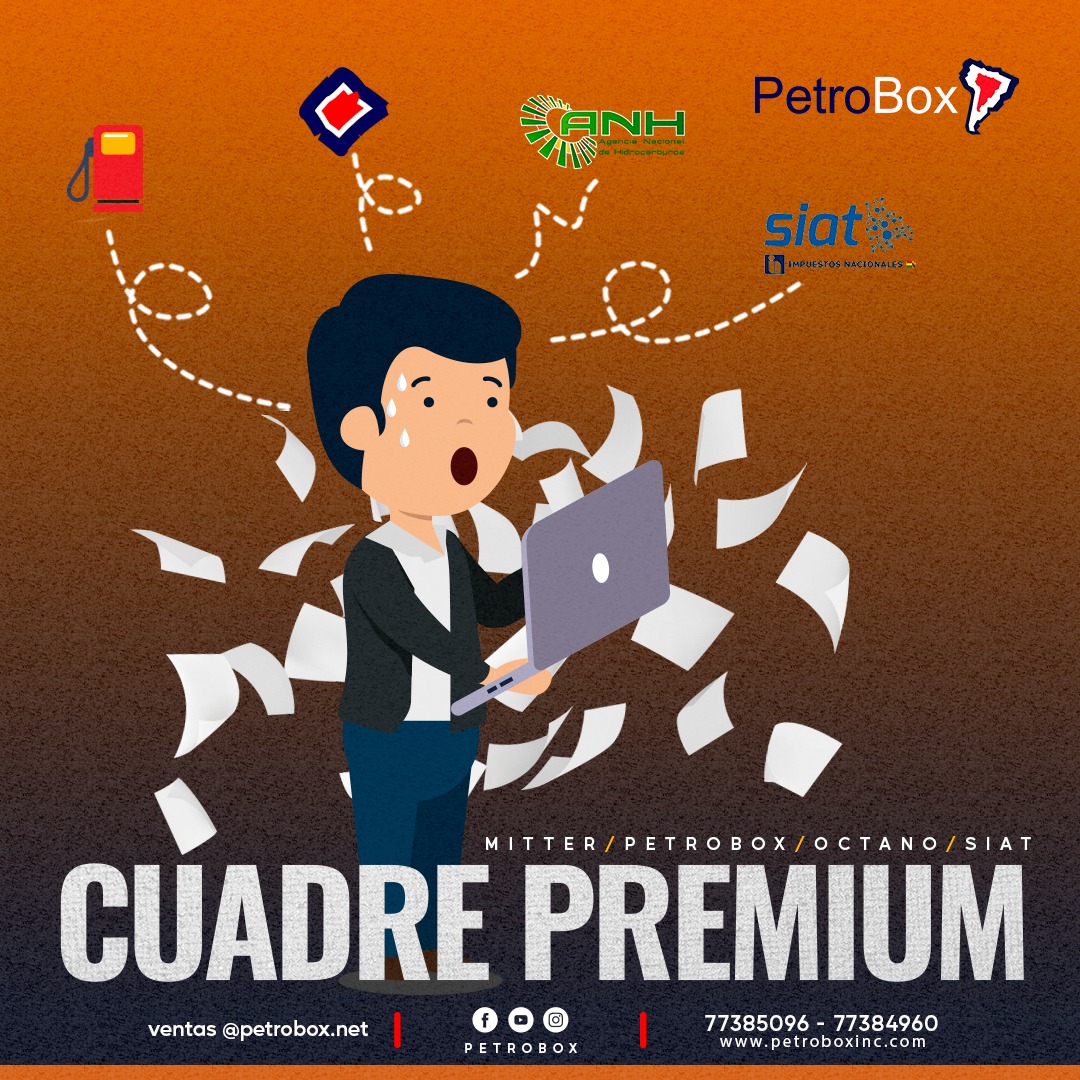 PetroBox
ANH
Agencia Nacional
de Hidrocarburos
siat
IMPUESTOS NACIONALES
MITTER/PETROBOX/OCTANO/SIAT
CUADRE PREMIUM
ventas @petrobox.net
PETROBOX
77385096 - 77384960
www.petroboxinc.com